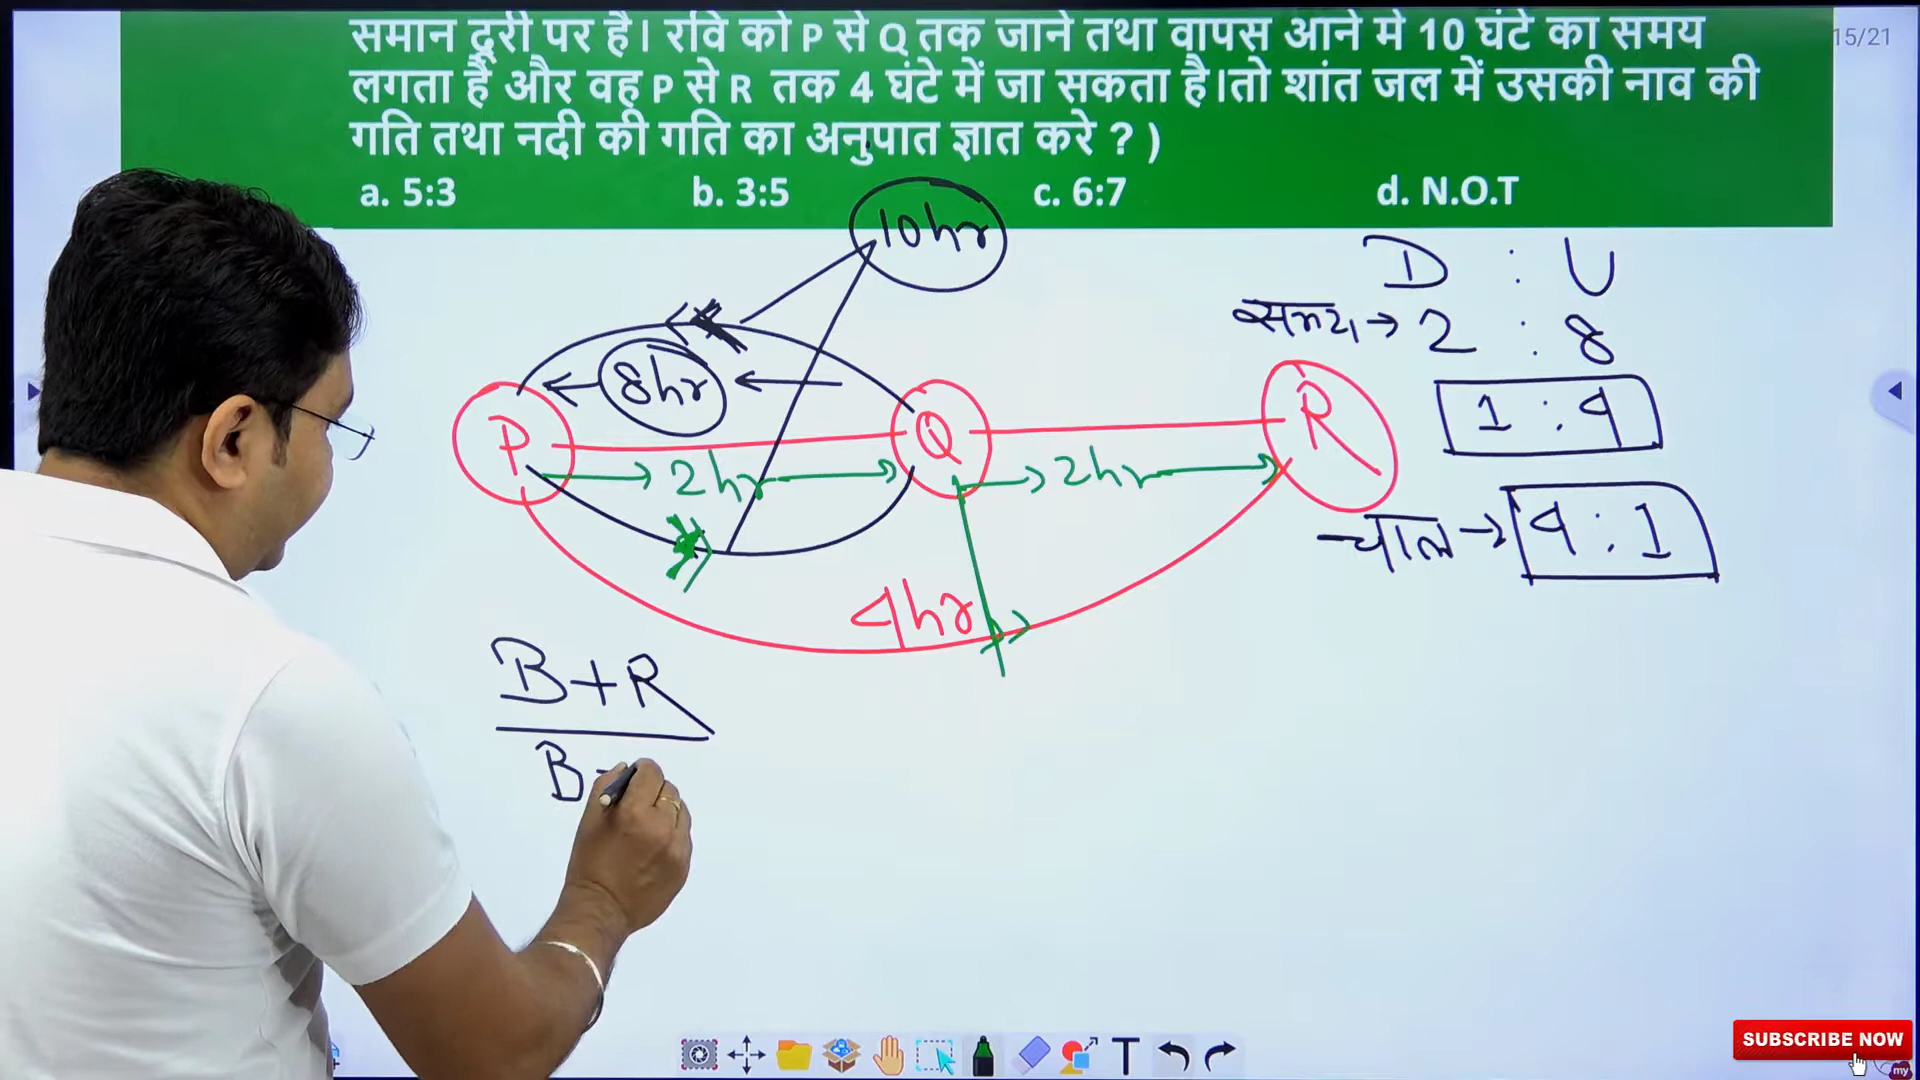 समान दूरी पर है। रवि को P से Q तक जाने तथा वापस आने मे 10 घंटे का समय
लगता है और वह P से R तक 4 घंटे में जा सकता है।तो शांत जल में उसकी नाव की
गति तथा नदी की गति का अनुपात ज्ञात करे ? )
a. 5:3 b. 3:5 c. 6:7 d. N.O.T
15/21
10hr
D : U
समय → 2 : 8
1 : 4
चाल → 4 : 1
8hr
P Q R
2hr 2hr
4hr
B+R
B-
T
SUBSCRIBE NOW
my